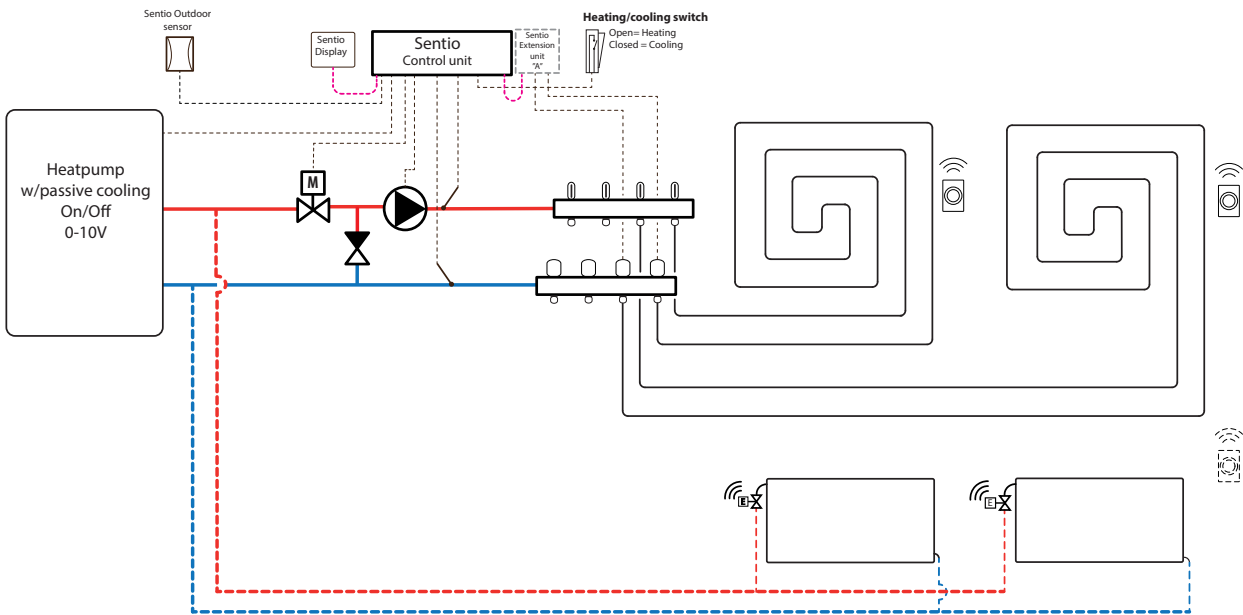 Sentio Outdoor
sensor
Sentio
Display
Sentio
Control unit
Sentio
Extension
unit
"A"
Heating/cooling switch
Open= Heating
Closed = Cooling
Heatpump
w/passive cooling
On/Off
0-10V
M
E
E